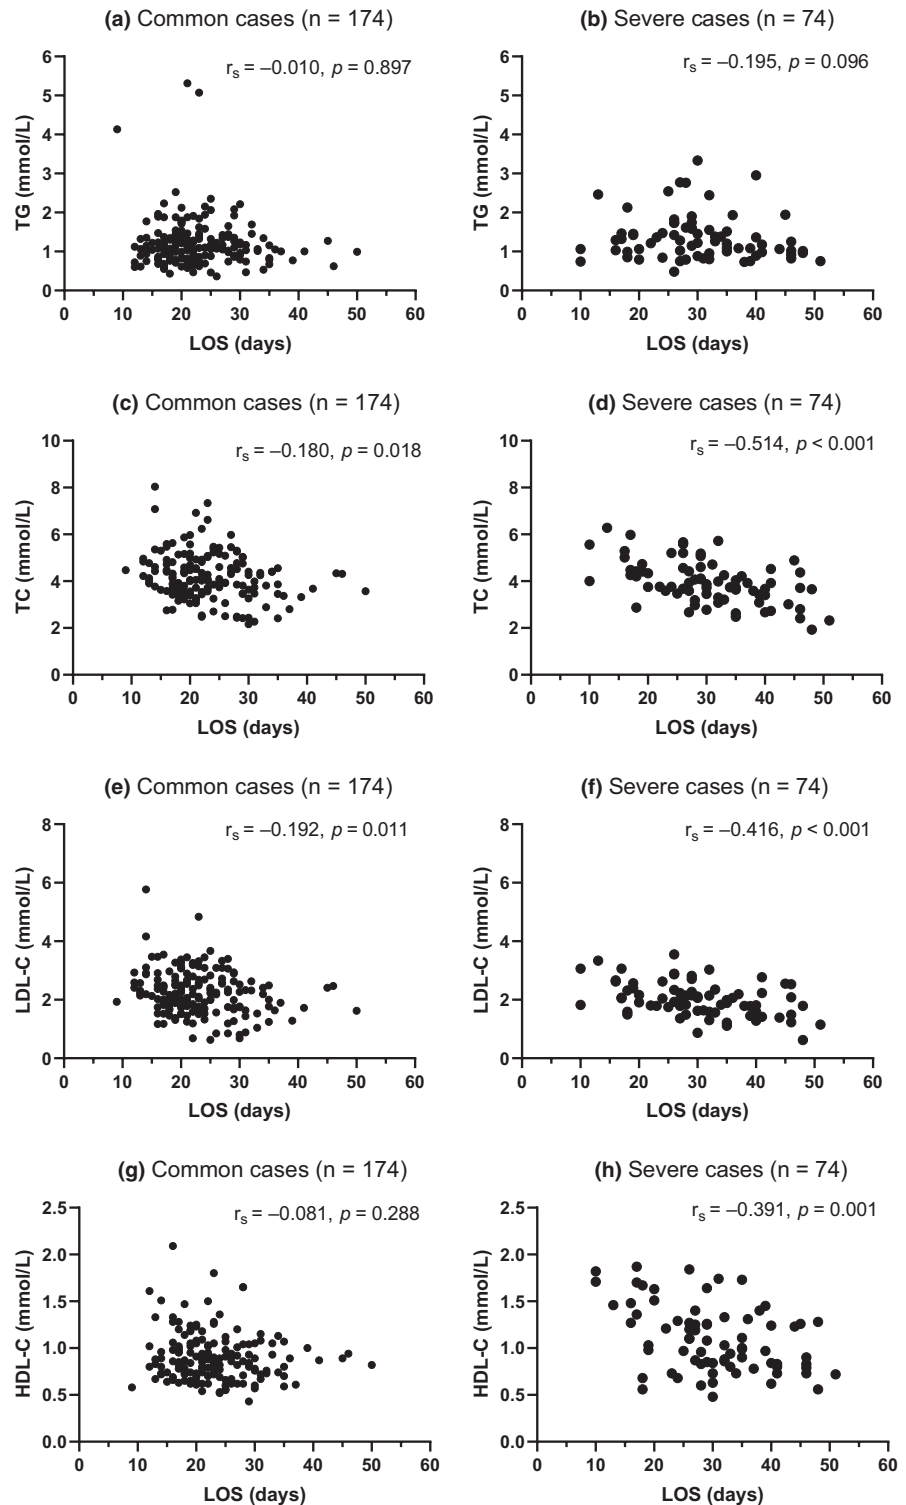 (a) Common cases (n = 174)
rs = –0.010, p = 0.897
TG (mmol/L)
6
5
4
3
2
1
0
0 10 20 30 40 50 60
LOS (days)
(b) Severe cases (n = 74)
rs = –0.195, p = 0.096
TG (mmol/L)
6
5
4
3
2
1
0
0 10 20 30 40 50 60
LOS (days)
(c) Common cases (n = 174)
rs = –0.180, p = 0.018
TC (mmol/L)
10
8
6
4
2
0
0 10 20 30 40 50 60
LOS (days)
(d) Severe cases (n = 74)
rs = –0.514, p < 0.001
TC (mmol/L)
10
8
6
4
2
0
0 10 20 30 40 50 60
LOS (days)
(e) Common cases (n = 174)
rs = –0.192, p = 0.011
LDL-C (mmol/L)
8
6
4
2
0
0 10 20 30 40 50 60
LOS (days)
(f) Severe cases (n = 74)
rs = –0.416, p < 0.001
LDL-C (mmol/L)
8
6
4
2
0
0 10 20 30 40 50 60
LOS (days)
(g) Common cases (n = 174)
rs = –0.081, p = 0.288
HDL-C (mmol/L)
2.5
2.0
1.5
1.0
0.5
0.0
0 10 20 30 40 50 60
LOS (days)
(h) Severe cases (n = 74)
rs = –0.391, p = 0.001
HDL-C (mmol/L)
2.5
2.0
1.5
1.0
0.5
0.0
0 10 20 30 40 50 60
LOS (days)